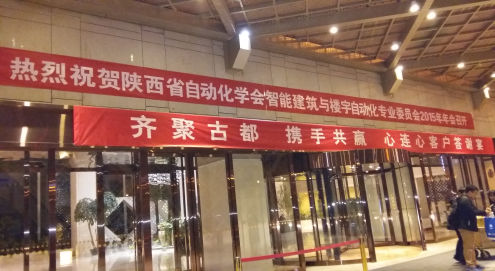 热烈祝贺陕西省自动化学会智能建筑与楼宇自动化专业委员会2015年年会召开
齐聚古都 携手共赢 心连心客户答谢宴